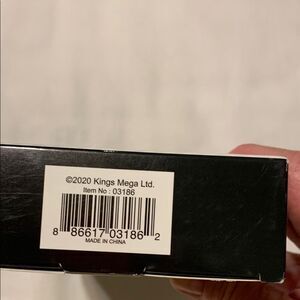 ©2020 Kings Mega Ltd.
Item No : 03186
8 86617 03186 2
MADE IN CHINA